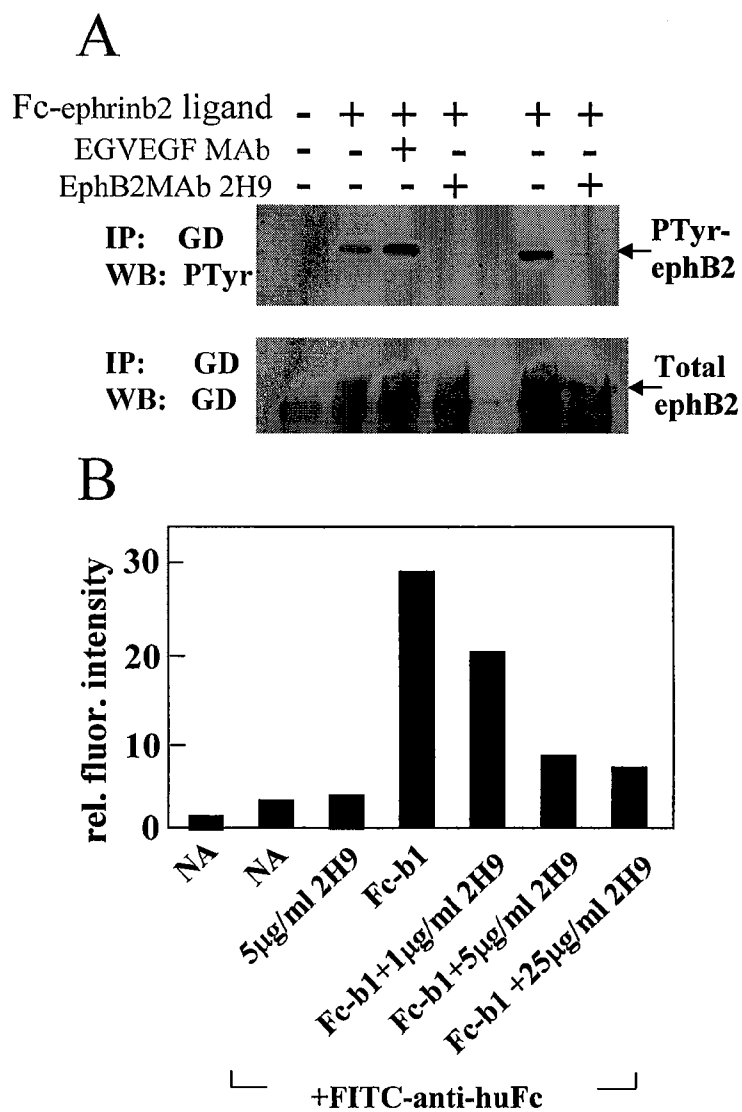 A
Fc-ephrinb2 ligand - + + + + +
EGVEGF MAb - - + - - -
EphB2MAb 2H9 - - - + - +
IP: GD
WB: PTyr
PTyr-
ephB2
IP: GD
WB: GD
Total
ephB2
B
rel. fluor. intensity
30
20
10
0
NA
NA
5µg/ml 2H9
Fc-b1
Fc-b1+1µg/ml 2H9
Fc-b1+5µg/ml 2H9
Fc-b1 +25µg/ml 2H9
+FITC-anti-huFc